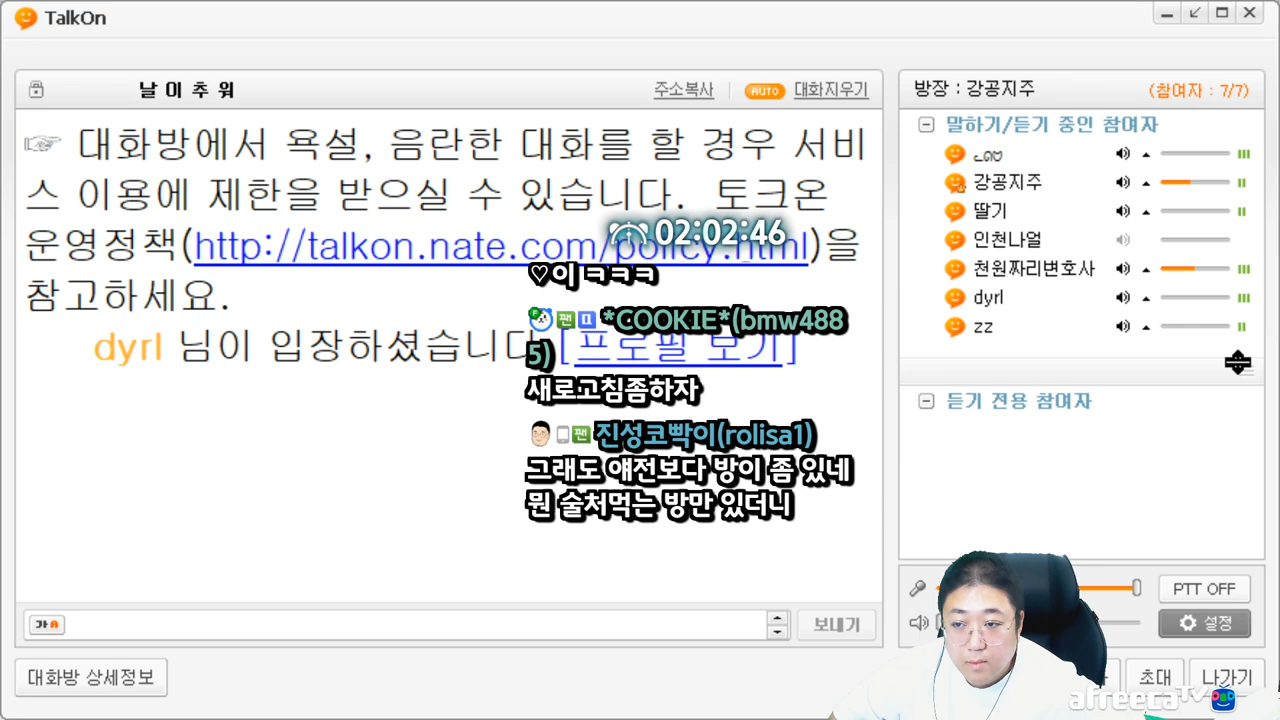 TalkOn
날 이 추 워
주소복사
AUTO
대화지우기
☞ 대화방에서 욕설, 음란한 대화를 할 경우 서비
스 이용에 제한을 받으실 수 있습니다. 토크온
운영정책(http://talkon.nate.com/policy.html)을
참고하세요.
dyrl 님이 입장하셨습니다 [프로필 보기]
02:02:46
♡이 ㅋㅋㅋ
*COOKIE*(bmw488
5)
새로고침좀하자
팬 진성코빡이(rolisa1)
그래도 얘전보다 방이 좀 있네
뭔 술처먹는 방만 있더니
가A
보내기
대화방 상세정보
방장 : 강공지주
(참여자 : 7/7)
말하기/듣기 중인 참여자
강공지주
딸기
인천나얼
천원짜리변호사
dyrl
zz
듣기 전용 참여자
PTT OFF
설정
초대
나가기
afreecaTV